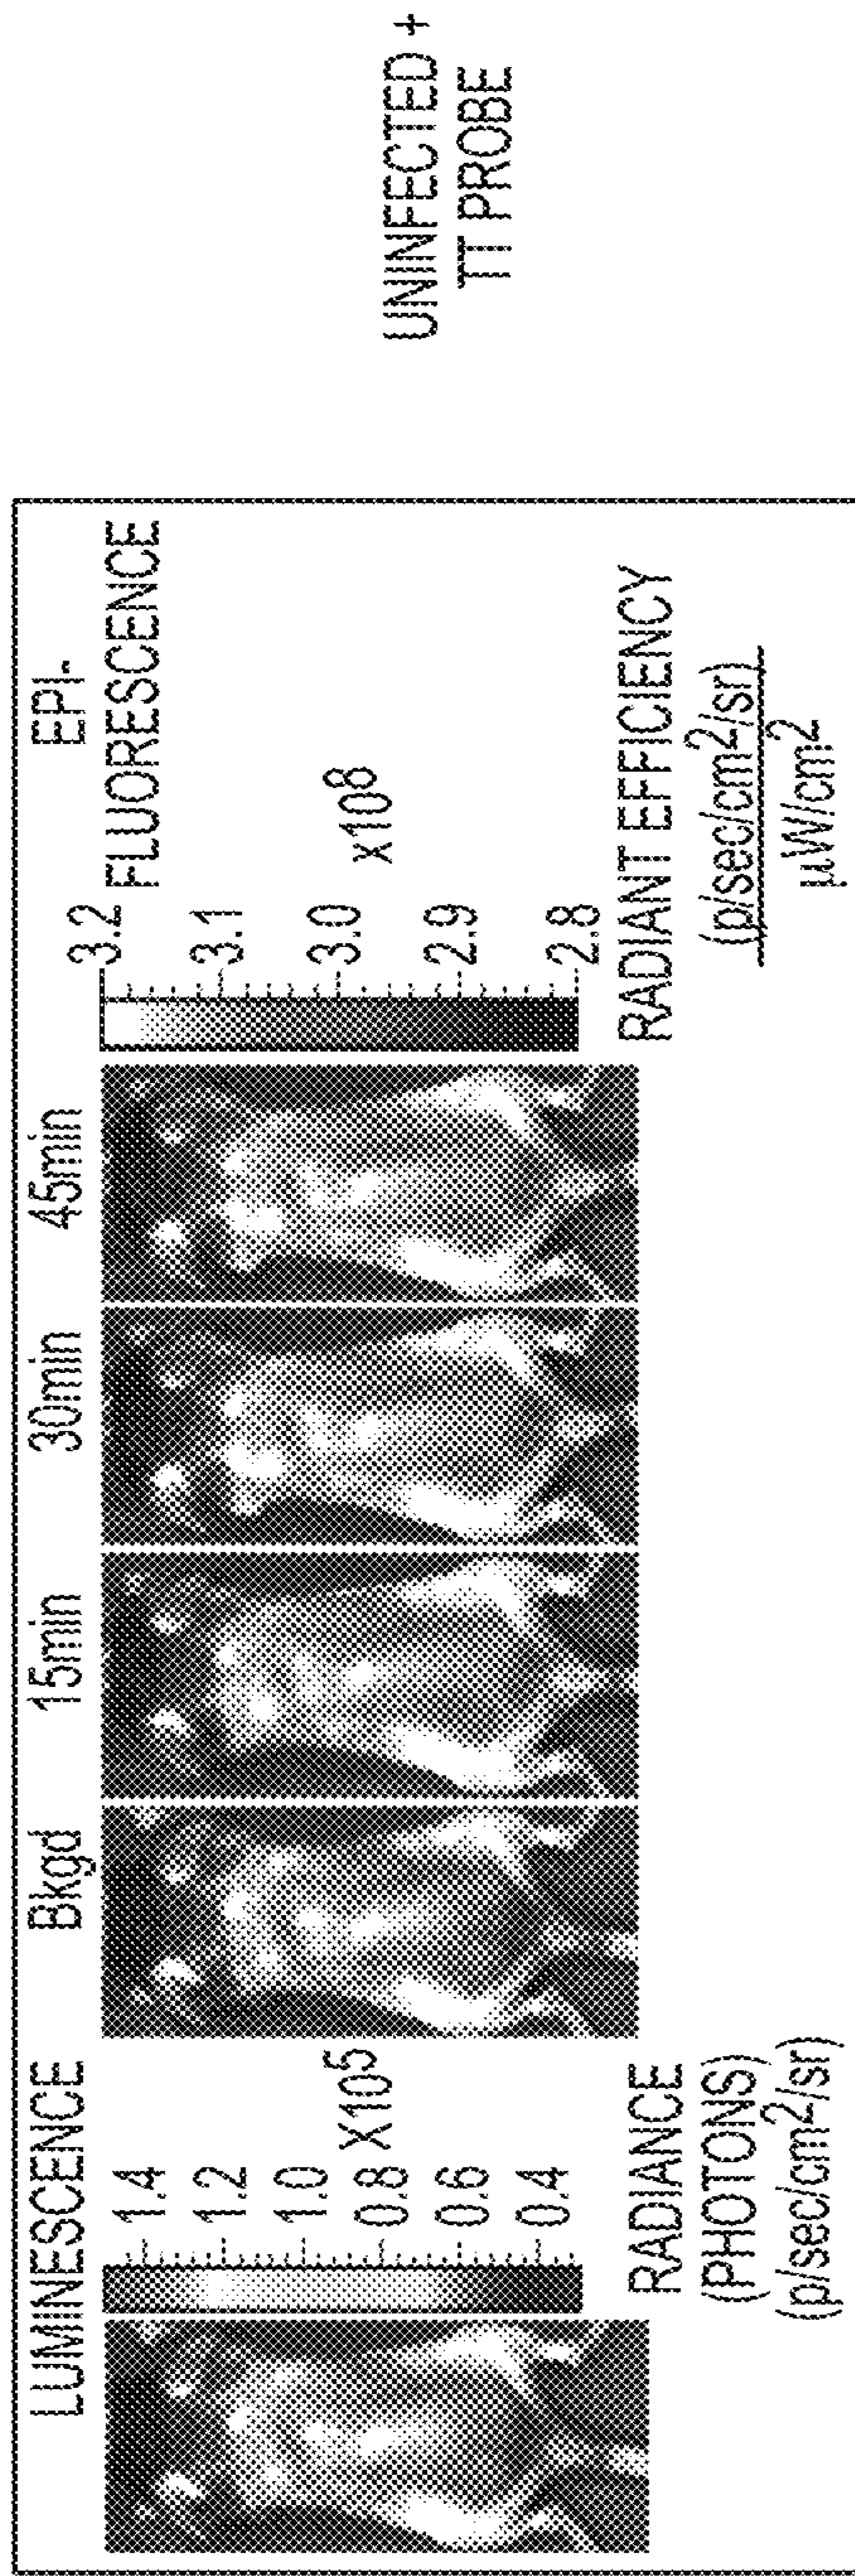 LUMINESCENCE
1.4
1.2
1.0
0.8
0.6
0.4
X10⁵
RADIANCE
(PHOTONS)
(p/sec/cm²/sr)
Bkgd
15min
30min
45min
EPI-
FLUORESCENCE
3.2
3.1
3.0
2.9
2.8
x10⁸
RADIANT EFFICIENCY
(p/sec/cm²/sr)
µW/cm²
UNINFECTED +
TT PROBE